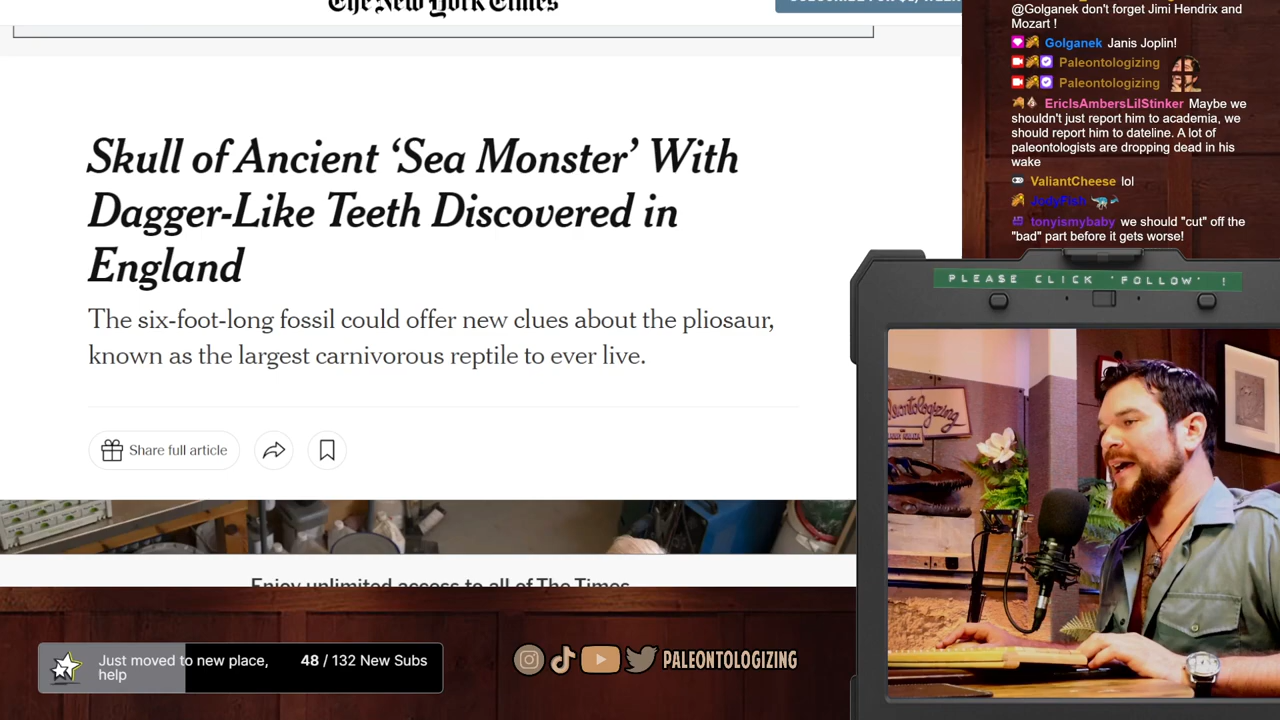 The New York Times
SUBSCRIBE FOR $1/WEEK
Skull of Ancient ‘Sea Monster’ With
Dagger-Like Teeth Discovered in
England
The six-foot-long fossil could offer new clues about the pliosaur,
known as the largest carnivorous reptile to ever live.
Share full article
Enjoy unlimited access to all of The Times
@Golganek don't forget Jimi Hendrix and
Mozart !
Golganek Janis Joplin!
Paleontologizing
Paleontologizing
EricIsAmbersLilStinker Maybe we
shouldn't just report him to academia, we
should report him to dateline. A lot of
paleontologists are dropping dead in his
wake
ValiantCheese lol
JodyFish
tonyismybaby we should "cut" off the
"bad" part before it gets worse!
PLEASE CLICK 'FOLLOW' !
Just moved to new place,
help
48 / 132 New Subs
PALEONTOLOGIZING